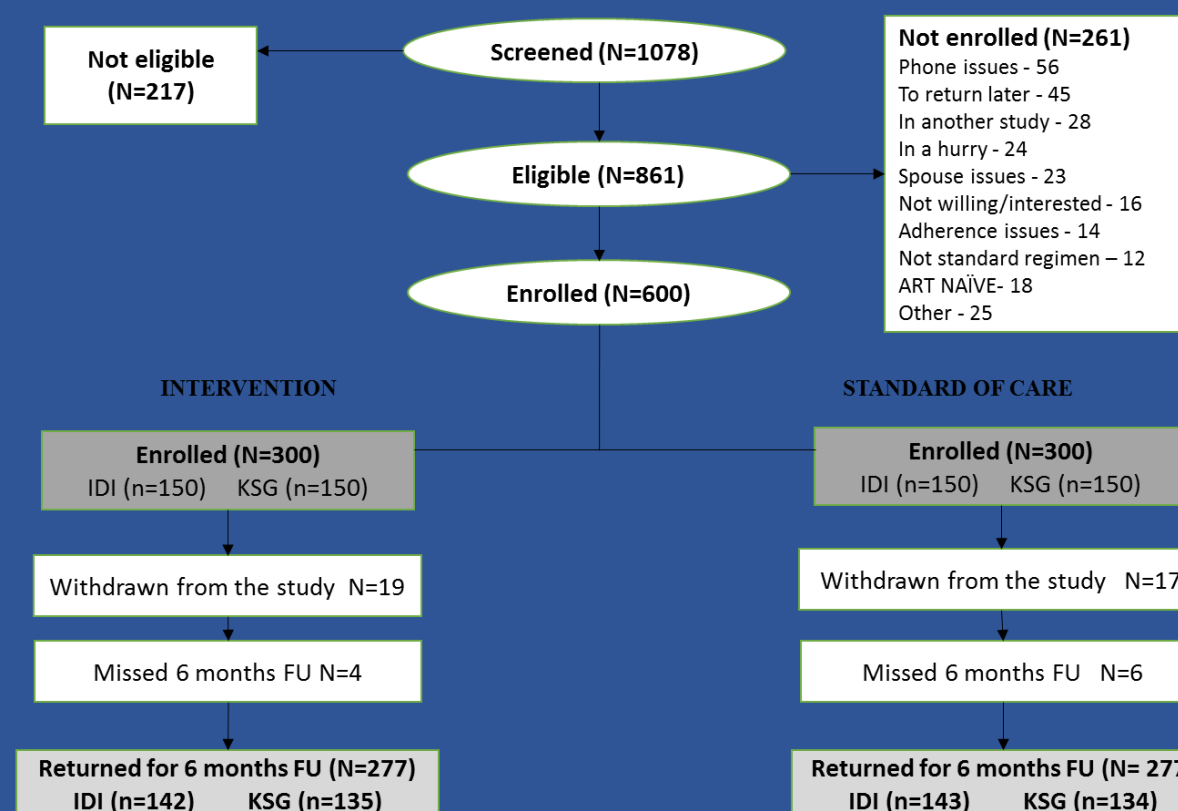 Screened (N=1078)
Not eligible
(N=217)
Not enrolled (N=261)
Phone issues - 56
To return later - 45
In another study - 28
In a hurry - 24
Spouse issues - 23
Not willing/interested - 16
Adherence issues - 14
Not standard regimen – 12
ART NAÏVE- 18
Other - 25
Eligible (N=861)
Enrolled (N=600)
INTERVENTION
STANDARD OF CARE
Enrolled (N=300)
IDI (n=150) KSG (n=150)
Enrolled (N=300)
IDI (n=150) KSG (n=150)
Withdrawn from the study N=19
Withdrawn from the study N=17
Missed 6 months FU N=4
Missed 6 months FU N=6
Returned for 6 months FU (N=277)
IDI (n=142) KSG (n=135)
Returned for 6 months FU (N= 277
IDI (n=143) KSG (n=134)